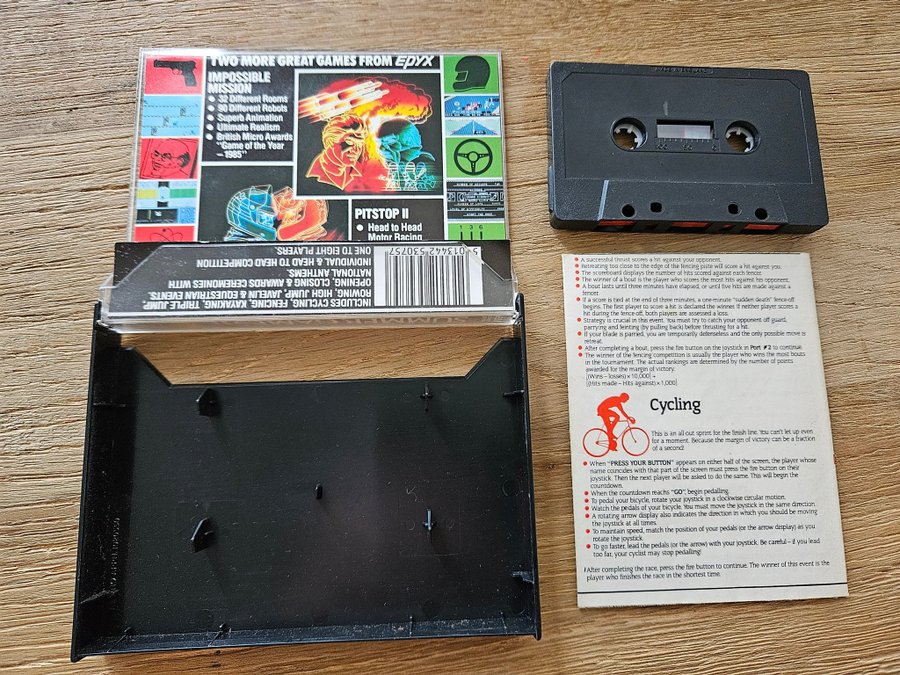 TWO MORE GREAT GAMES FROM EPYX
IMPOSSIBLE
MISSION
● 32 Different Rooms
● 90 Different Robots
● Superb Animation
● Ultimate Realism
● British Micro Awards
"Game of the Year
– 1985"
PITSTOP II
● Head to Head
Motor Racing
INCLUDES CYCLING, FENCING, KAYAKING, TRIPLE JUMP,
ROWING, HIGH JUMP, JAVELIN & EQUESTRIAN EVENTS.
OPENING, CLOSING & AWARDS CEREMONIES WITH
NATIONAL ANTHEMS.
INDIVIDUAL & HEAD TO HEAD COMPETITION
ONE TO EIGHT PLAYERS.
5 013442 530757
● A successful thrust scores a hit against your opponent.
● Retreating too close to the edge of the fencing piste will score a hit against you.
● The scoreboard displays the number of hits scored against each fencer.
● The winner of a bout is the player who scores the most hits against his opponent.
● A bout lasts until three minutes have elapsed, or until five hits are made against a
fencer.
● If a score is tied at the end of three minutes, a one-minute "sudden death" fence-off
begins. The first player to score a hit is declared the winner. If neither player scores a
hit during the fence-off, both players are assessed a loss.
● Strategy is crucial in this event. You must try to catch your opponent off guard,
parrying and feinting (by pulling back) before thrusting for a hit.
● If your blade is parried, you are temporarily defenseless and the only possible move is
retreat.
● After completing a bout, press the fire button on the joystick in Port #2 to continue.
● The winner of the fencing competition is usually the player who wins the most bouts
in the tournament. The actual rankings are determined by the number of points
awarded for the margin of victory:
[(Wins – losses) x 10,000] +
[(Hits made – Hits against) x 1,000]
Cycling
This is an all out sprint for the finish line. You can't let up even
for a moment. Because the margin of victory can be a fraction
of a second!
● When "PRESS YOUR BUTTON" appears on either half of the screen, the player whose
name coincides with that part of the screen must press the fire button on their
joystick. Then the next player will be asked to do the same. This will begin the
countdown.
● When the countdown reachs "GO", begin pedalling.
● To pedal your bicycle, rotate your joystick in a clockwise circular motion.
● Watch the pedals of your bicycle. You must move the joystick in the same direction.
● A rotating arrow display also indicates the direction in which you should be moving
the joystick at all times.
● To maintain speed, match the position of your pedals (or the arrow display) as you
rotate the joystick.
● To go faster, lead the pedals (or the arrow) with your joystick. Be careful – if you lead
too far, your cyclist may stop pedalling!
After completing the race, press the fire button to continue. The winner of this event is the
player who finishes the race in the shortest time.